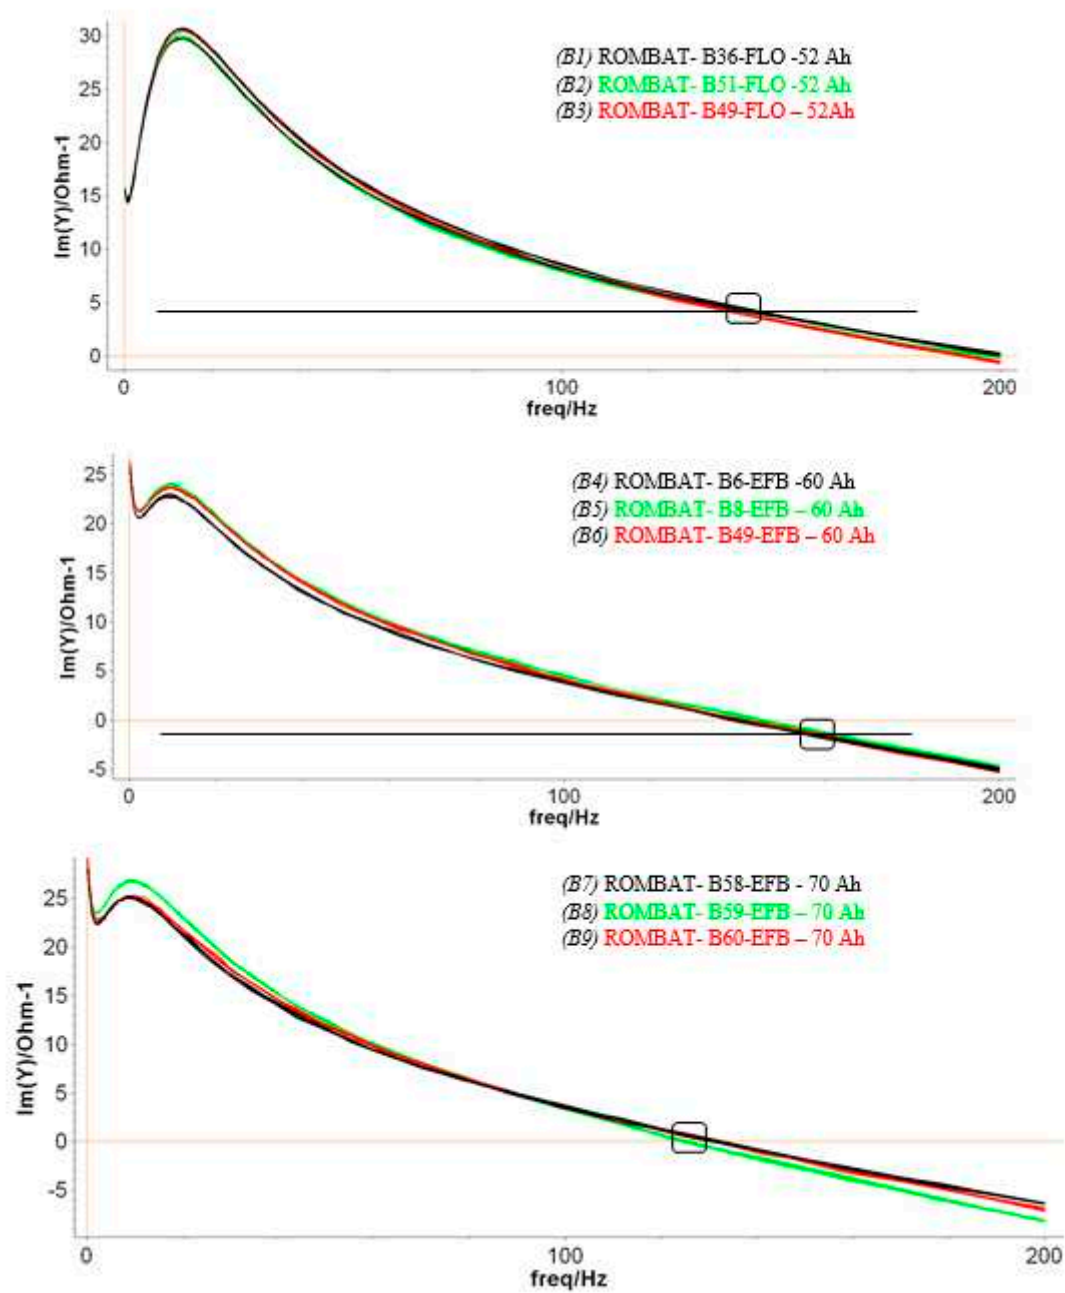 30
25
20
15
10
5
0
Im(Y)/Ohm-1
(B1) ROMBAT- B36-FLO -52 Ah
(B2) ROMBAT- B51-FLO -52 Ah
(B3) ROMBAT- B49-FLO – 52Ah
0 100 200
freq/Hz
25
20
15
10
5
0
-5
Im(Y)/Ohm-1
(B4) ROMBAT- B6-EFB -60 Ah
(B5) ROMBAT- B8-EFB – 60 Ah
(B6) ROMBAT- B49-EFB – 60 Ah
0 100 200
freq/Hz
25
20
15
10
5
0
-5
Im(Y)/Ohm-1
(B7) ROMBAT- B58-EFB - 70 Ah
(B8) ROMBAT- B59-EFB – 70 Ah
(B9) ROMBAT- B60-EFB – 70 Ah
0 100 200
freq/Hz